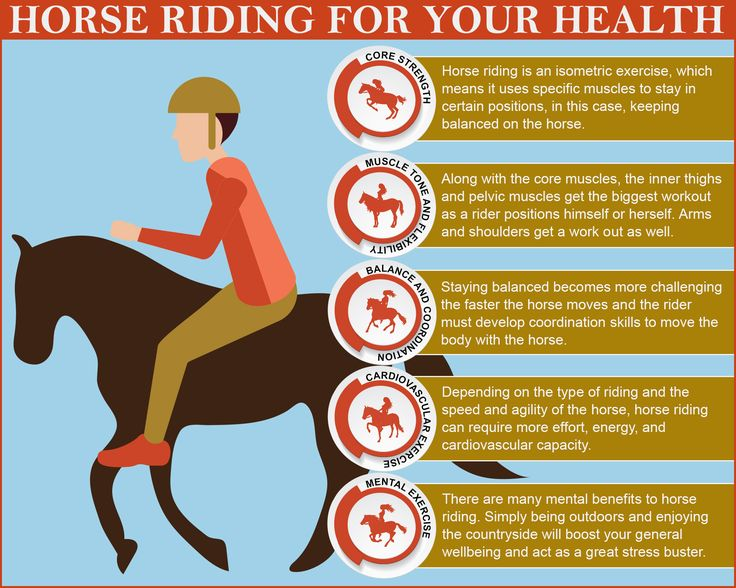 HORSE RIDING FOR YOUR HEALTH
CORE STRENGTH
Horse riding is an isometric exercise, which
means it uses specific muscles to stay in
certain positions, in this case, keeping
balanced on the horse.
MUSCLE TONE AND FLEXIBILITY
Along with the core muscles, the inner thighs
and pelvic muscles get the biggest workout
as a rider positions himself or herself. Arms
and shoulders get a work out as well.
BALANCE AND COORDINATION
Staying balanced becomes more challenging
the faster the horse moves and the rider
must develop coordination skills to move the
body with the horse.
CARDIOVASCULAR EXERCISE
Depending on the type of riding and the
speed and agility of the horse, horse riding
can require more effort, energy, and
cardiovascular capacity.
MENTAL EXERCISE
There are many mental benefits to horse
riding. Simply being outdoors and enjoying
the countryside will boost your general
wellbeing and act as a great stress buster.